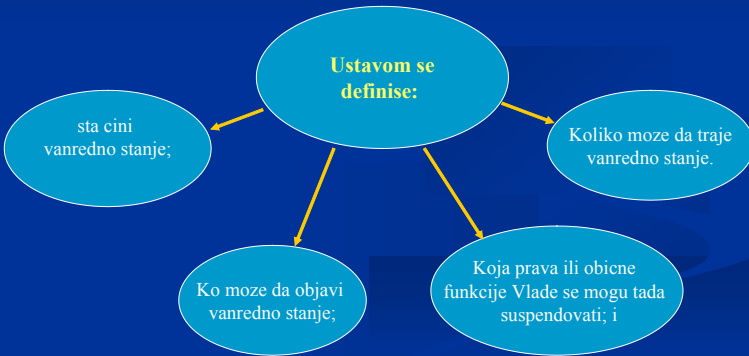 Ustavom se
definise:
sta cini
vanredno stanje;
Ko moze da objavi
vanredno stanje;
Koja prava ili obicne
funkcije Vlade se mogu tada
suspendovati; i
Koliko moze da traje
vanredno stanje.